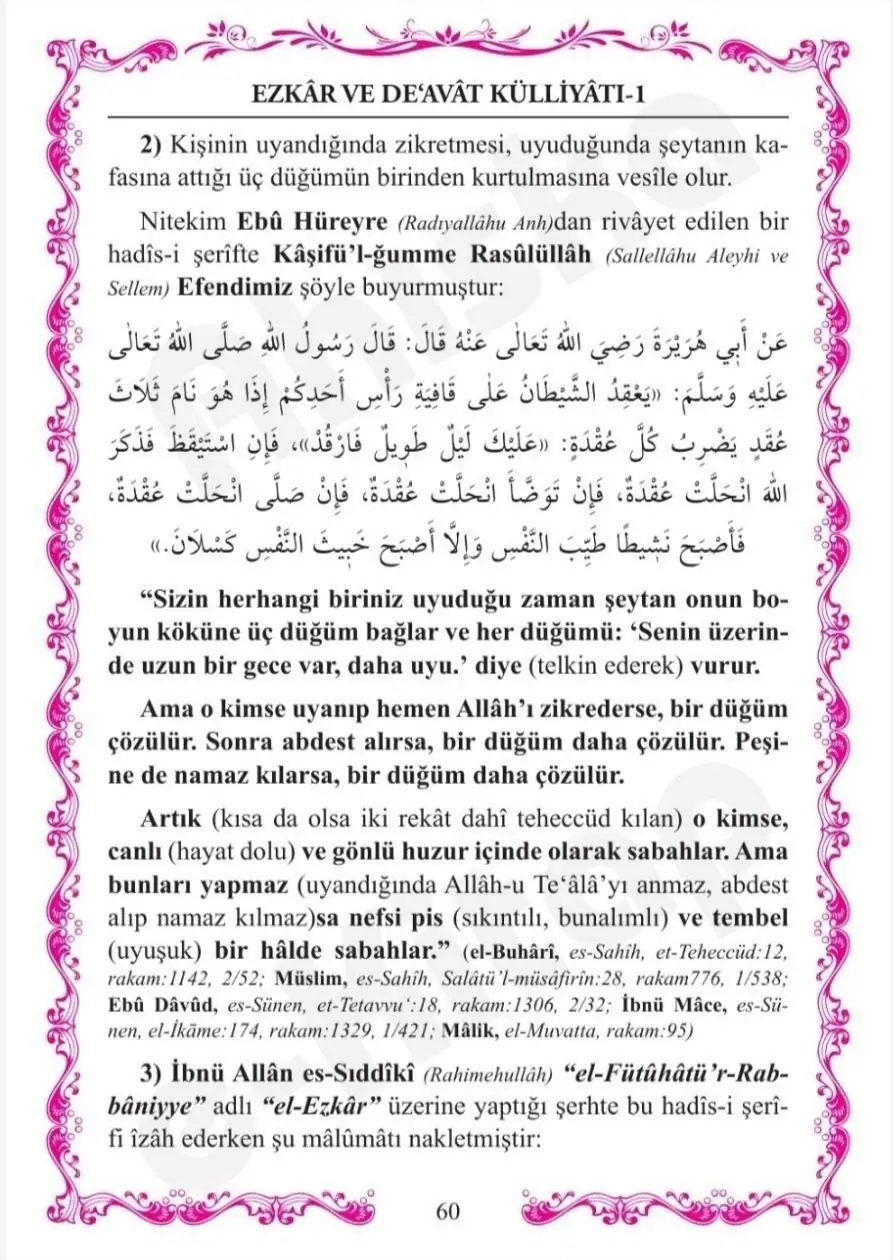 EZKÂR VE DE‘AVÂT KÜLLİYÂTI-1
2) Kişinin uyandığında zikretmesi, uyuduğunda şeytanın ka-
fasına attığı üç düğümün birinden kurtulmasına vesîle olur.
Nitekim Ebû Hüreyre (Radıyallâhu Anh)dan rivâyet edilen bir
hadîs-i şerîfte Kâşifü’l-ğumme Rasûlüllâh (Sallellâhu Aleyhi ve
Sellem) Efendimiz şöyle buyurmuştur:
عَنْ أَبِي هُرَيْرَةَ رَضِيَ اللهُ تَعَالٰى عَنْهُ قَالَ: قَالَ رَسُولُ اللهِ صَلَّى اللهُ تَعَالٰى
عَلَيْهِ وَسَلَّمَ: «يَعْقِدُ الشَّيْطَانُ عَلٰى قَافِيَةِ رَأْسِ أَحَدِكُمْ إِذَا هُوَ نَامَ ثَلَاثَ
عُقَدٍ يَضْرِبُ كُلَّ عُقْدَةٍ: «عَلَيْكَ لَيْلٌ طَوِيلٌ فَارْقُدْ»، فَإِنِ اسْتَيْقَظَ فَذَكَرَ
اللهَ انْحَلَّتْ عُقْدَةٌ، فَإِنْ تَوَضَّأَ انْحَلَّتْ عُقْدَةٌ، فَإِنْ صَلَّى انْحَلَّتْ عُقْدَةٌ،
فَأَصْبَحَ نَشِيطًا طَيِّبَ النَّفْسِ وَإِلَّا أَصْبَحَ خَبِيثَ النَّفْسِ كَسْلَانَ.»
“Sizin herhangi biriniz uyuduğu zaman şeytan onun bo-
yun köküne üç düğüm bağlar ve her düğümü: ‘Senin üzerin-
de uzun bir gece var, daha uyu.’ diye (telkin ederek) vurur.
Ama o kimse uyanıp hemen Allâh’ı zikrederse, bir düğüm
çözülür. Sonra abdest alırsa, bir düğüm daha çözülür. Peşi-
ne de namaz kılarsa, bir düğüm daha çözülür.
Artık (kısa da olsa iki rekât dahî teheccüd kılan) o kimse,
canlı (hayat dolu) ve gönlü huzur içinde olarak sabahlar. Ama
bunları yapmaz (uyandığında Allâh-u Te‘âlâ’yı anmaz, abdest
alıp namaz kılmaz)sa nefsi pis (sıkıntılı, bunalımlı) ve tembel
(uyuşuk) bir hâlde sabahlar.” (el-Buhârî, es-Sahîh, et-Teheccüd:12,
rakam:1142, 2/52; Müslim, es-Sahîh, Salâtü’l-müsâfirîn:28, rakam776, 1/538;
Ebû Dâvûd, es-Sünen, et-Tetavvu‘:18, rakam:1306, 2/32; İbnü Mâce, es-Sü-
nen, el-İkāme:174, rakam:1329, 1/421; Mâlik, el-Muvatta, rakam:95)
3) İbnü Allân es-Sıddîkî (Rahimehullâh) “el-Fütûhâtü’r-Rab-
bâniyye” adlı “el-Ezkâr” üzerine yaptığı şerhte bu hadîs-i şerî-
fi îzâh ederken şu mâlûmâtı nakletmiştir:
60